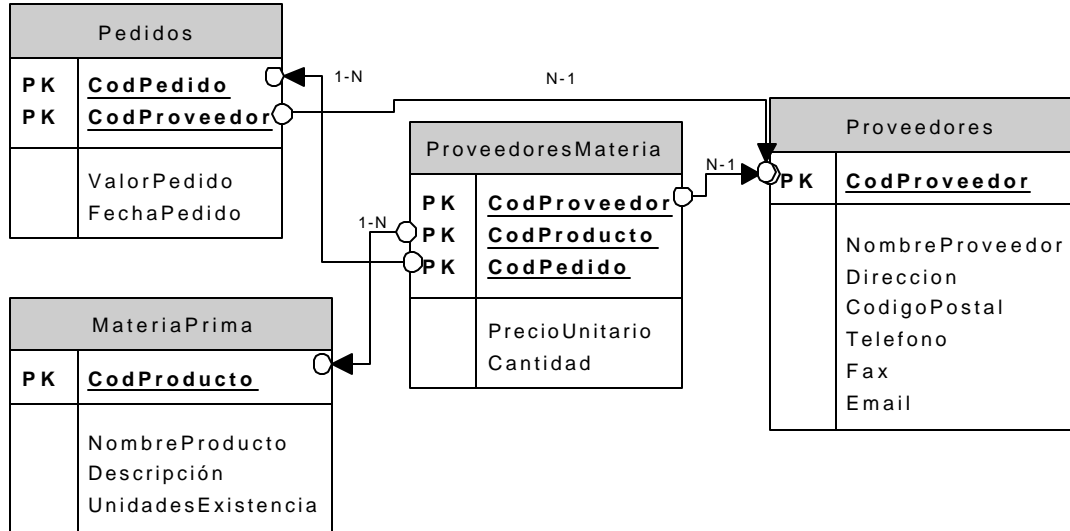 Pedidos
PK CodPedido
PK CodProveedor
ValorPedido
FechaPedido
1-N
N-1
ProveedoresMateria
PK CodProveedor
PK CodProducto
PK CodPedido
PrecioUnitario
Cantidad
N-1
1-N
Proveedores
PK CodProveedor
NombreProveedor
Direccion
CodigoPostal
Telefono
Fax
Email
MateriaPrima
PK CodProducto
NombreProducto
Descripción
UnidadesExistencia